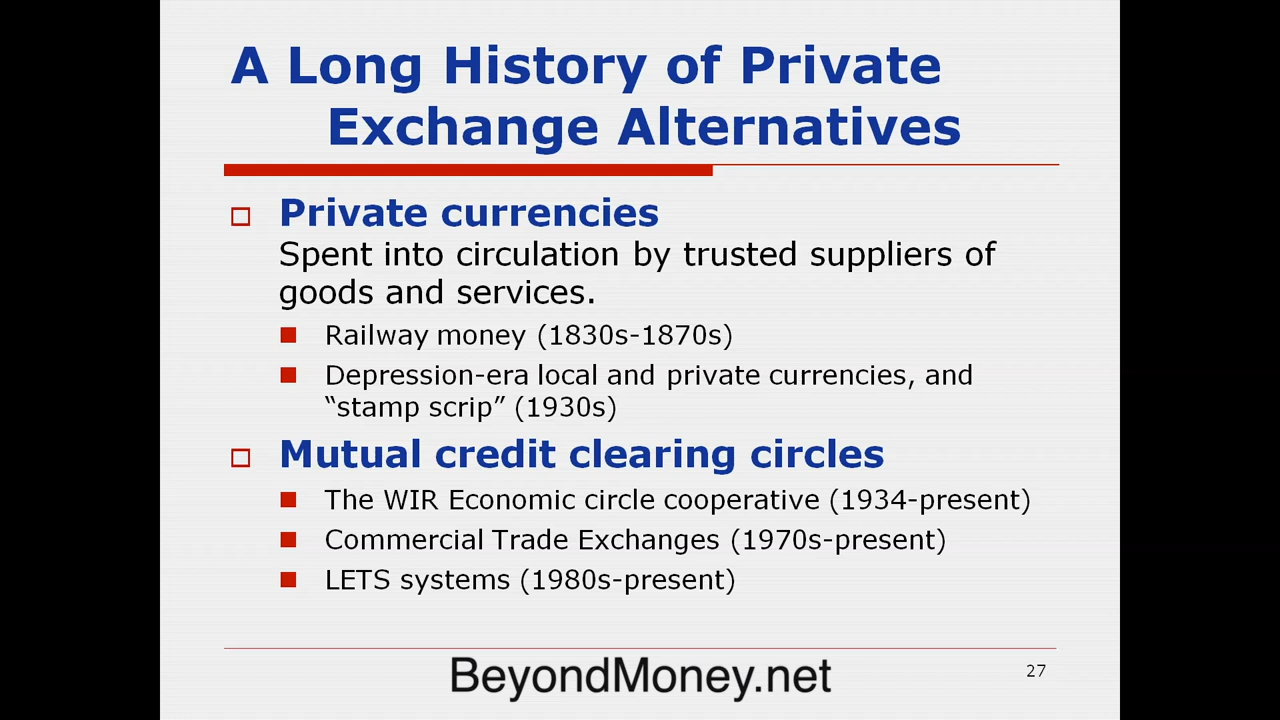 A Long History of Private
Exchange Alternatives
Private currencies
Spent into circulation by trusted suppliers of
goods and services.
Railway money (1830s-1870s)
Depression-era local and private currencies, and
“stamp scrip” (1930s)
Mutual credit clearing circles
The WIR Economic circle cooperative (1934-present)
Commercial Trade Exchanges (1970s-present)
LETS systems (1980s-present)
BeyondMoney.net
27